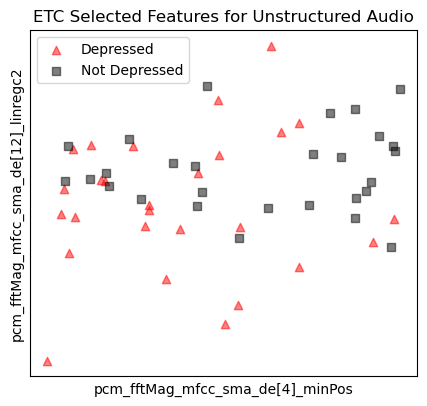 ETC Selected Features for Unstructured Audio
Depressed
Not Depressed
pcm_fftMag_mfcc_sma_de[12]_linregc2
pcm_fftMag_mfcc_sma_de[4]_minPos